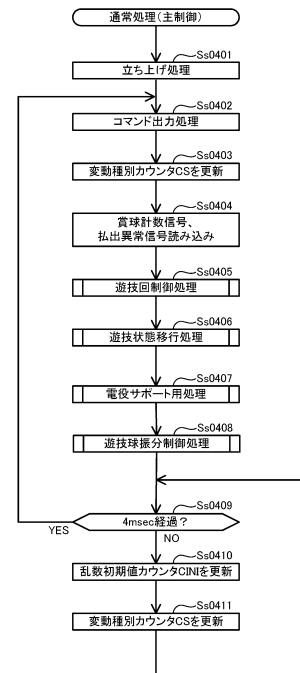 通常処理(主制御)
Ss0401
立ち上げ処理
Ss0402
コマンド出力処理
Ss0403
変動種別カウンタCSを更新
Ss0404
賞球計数信号、
払出異常信号読み込み
Ss0405
遊技回制御処理
Ss0406
遊技状態移行処理
Ss0407
電役サポート用処理
Ss0408
遊技球振分制御処理
Ss0409
4msec経過?
YES
NO
Ss0410
乱数初期値カウンタCINIを更新
Ss0411
変動種別カウンタCSを更新